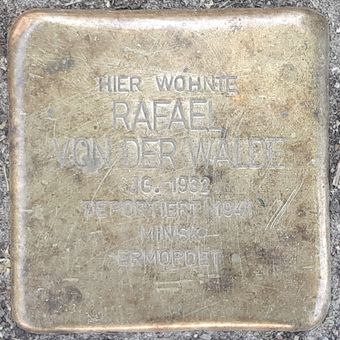 HIER WOHNTE
RAFAEL
VON DER WALDE
JG. 1932
DEPORTIERT 1941
MINSK
ERMORDET